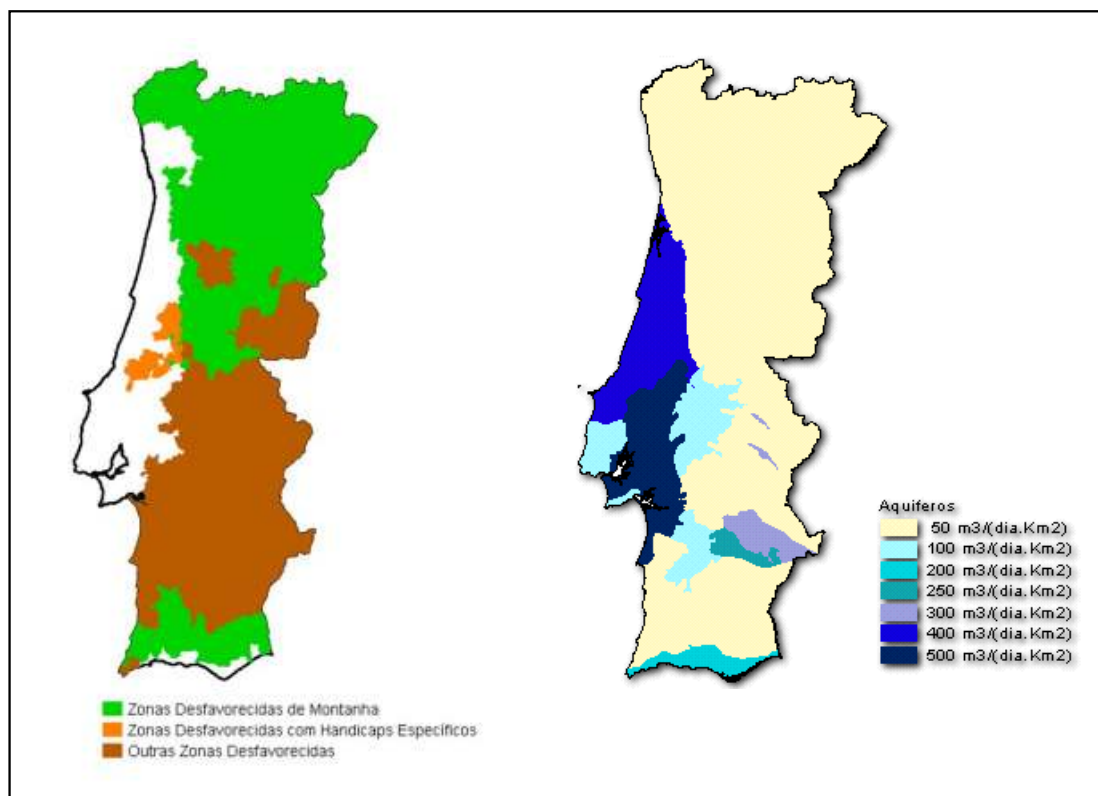 Zonas Desfavorecidas de Montanha
Zonas Desfavorecidas com Handicaps Específicos
Outras Zonas Desfavorecidas
Aquiferos
50 m3/(dia.Km2)
100 m3/(dia.Km2)
200 m3/(dia.Km2)
250 m3/(dia.Km2)
300 m3/(dia.Km2)
400 m3/(dia.Km2)
500 m3/(dia.Km2)